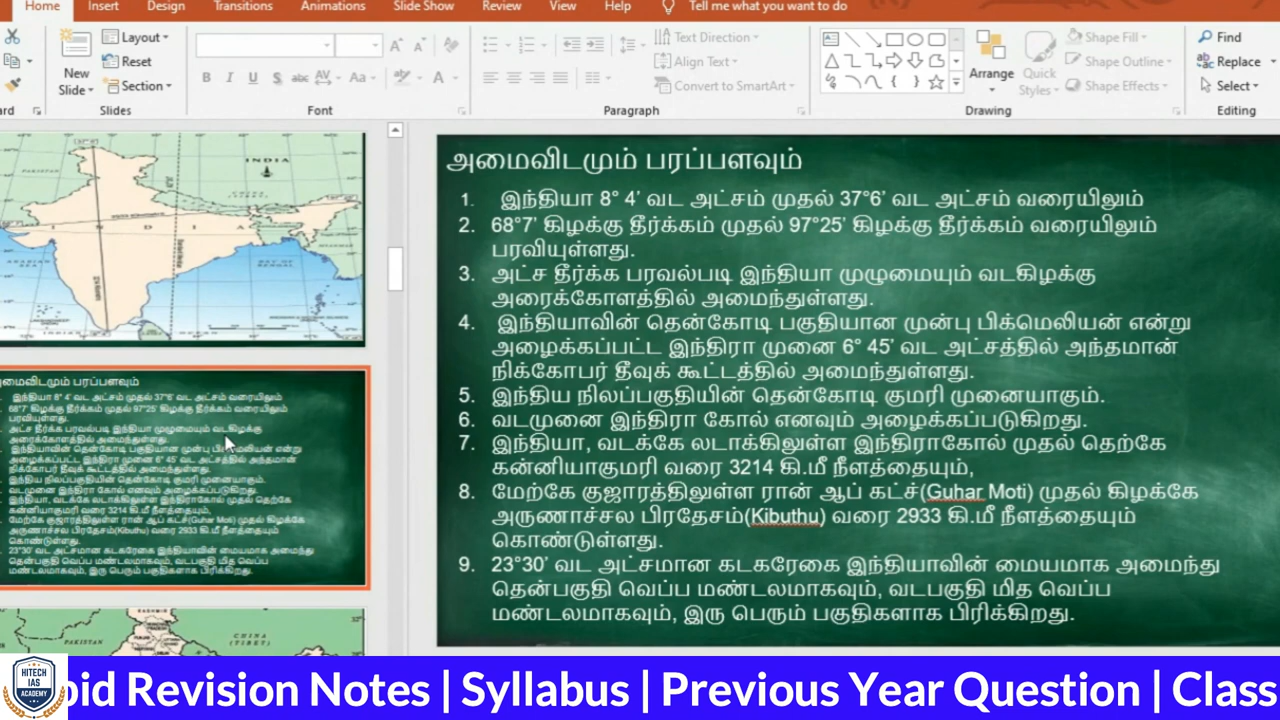 Home Insert Design Transitions Animations Slide Show Review View Help Tell me what you want to do
Layout
Reset
Section
New
Slide
Slides
Font
Text Direction
Align Text
Convert to SmartArt
Paragraph
Arrange
Quick
Styles
Shape Fill
Shape Outline
Shape Effects
Drawing
Find
Replace
Select
Editing
INDIA
அமைவிடமும் பரப்பளவும்
1. இந்தியா 8° 4’ வட அட்சம் முதல் 37°6’ வட அட்சம் வரையிலும்
2. 68°7’ கிழக்கு தீர்க்கம் முதல் 97°25’ கிழக்கு தீர்க்கம் வரையிலும்
பரவியுள்ளது.
3. அட்ச தீர்க்க பரவல்படி இந்தியா முழுமையும் வடகிழக்கு
அரைக்கோளத்தில் அமைந்துள்ளது.
4. இந்தியாவின் தென்கோடி பகுதியான முன்பு பிக்மெலியன் என்று
அழைக்கப்பட்ட இந்திரா முனை 6° 45’ வட அட்சத்தில் அந்தமான்
நிக்கோபர் தீவுக் கூட்டத்தில் அமைந்துள்ளது.
5. இந்திய நிலப்பகுதியின் தென்கோடி குமரி முனையாகும்.
6. வடமுனை இந்திரா கோல் எனவும் அழைக்கப்படுகிறது.
7. இந்தியா, வடக்கே லடாக்கிலுள்ள இந்திராகோல் முதல் தெற்கே
கன்னியாகுமரி வரை 3214 கி.மீ நீளத்தையும்,
8. மேற்கே குஜாரத்திலுள்ள ரான் ஆப் கட்ச்(Guhar Moti) முதல் கிழக்கே
அருணாச்சல பிரதேசம்(Kibuthu) வரை 2933 கி.மீ நீளத்தையும்
கொண்டுள்ளது.
9. 23°30’ வட அட்சமான கடகரேகை இந்தியாவின் மையமாக அமைந்து
தென்பகுதி வெப்ப மண்டலமாகவும், வடபகுதி மித வெப்ப
மண்டலமாகவும், இரு பெரும் பகுதிகளாக பிரிக்கிறது.
PAKISTAN
CHINA
(TIBET)
HITECH
IAS
ACADEMY
Revision Notes | Syllabus | Previous Year Question | Class